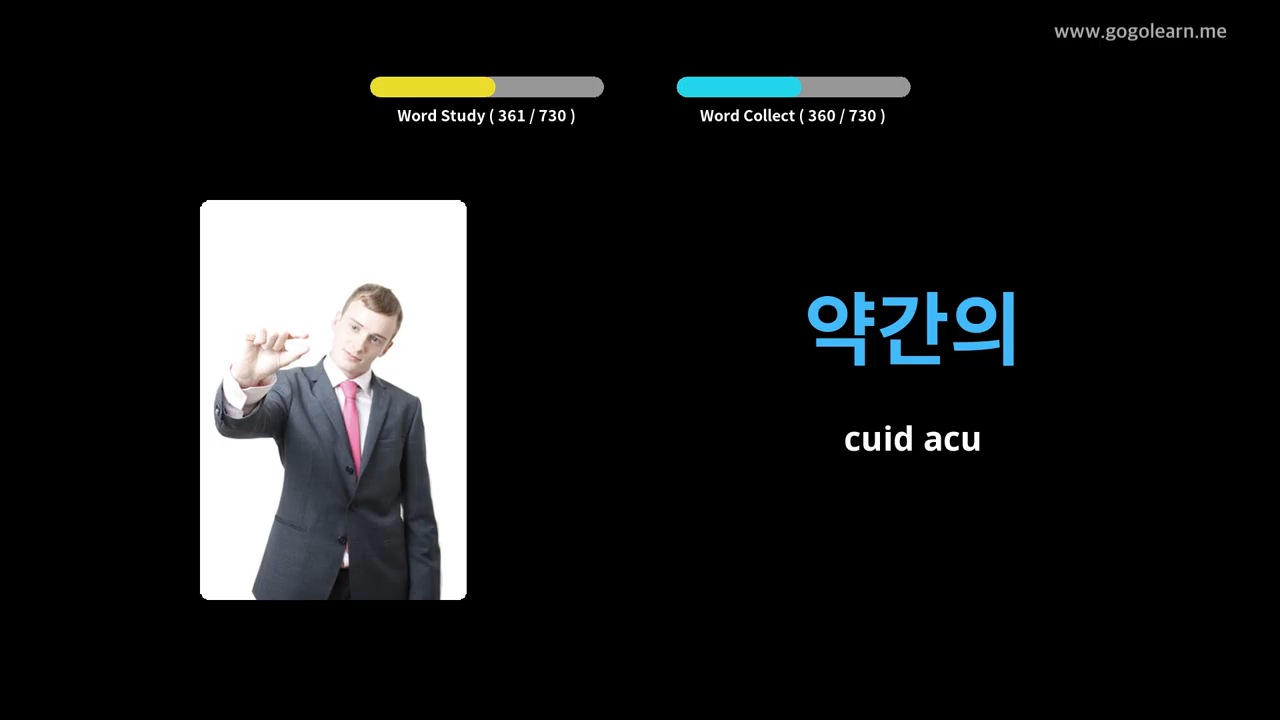 www.gogolearn.me
Word Study ( 361 / 730 )
Word Collect ( 360 / 730 )
약간의
cuid acu